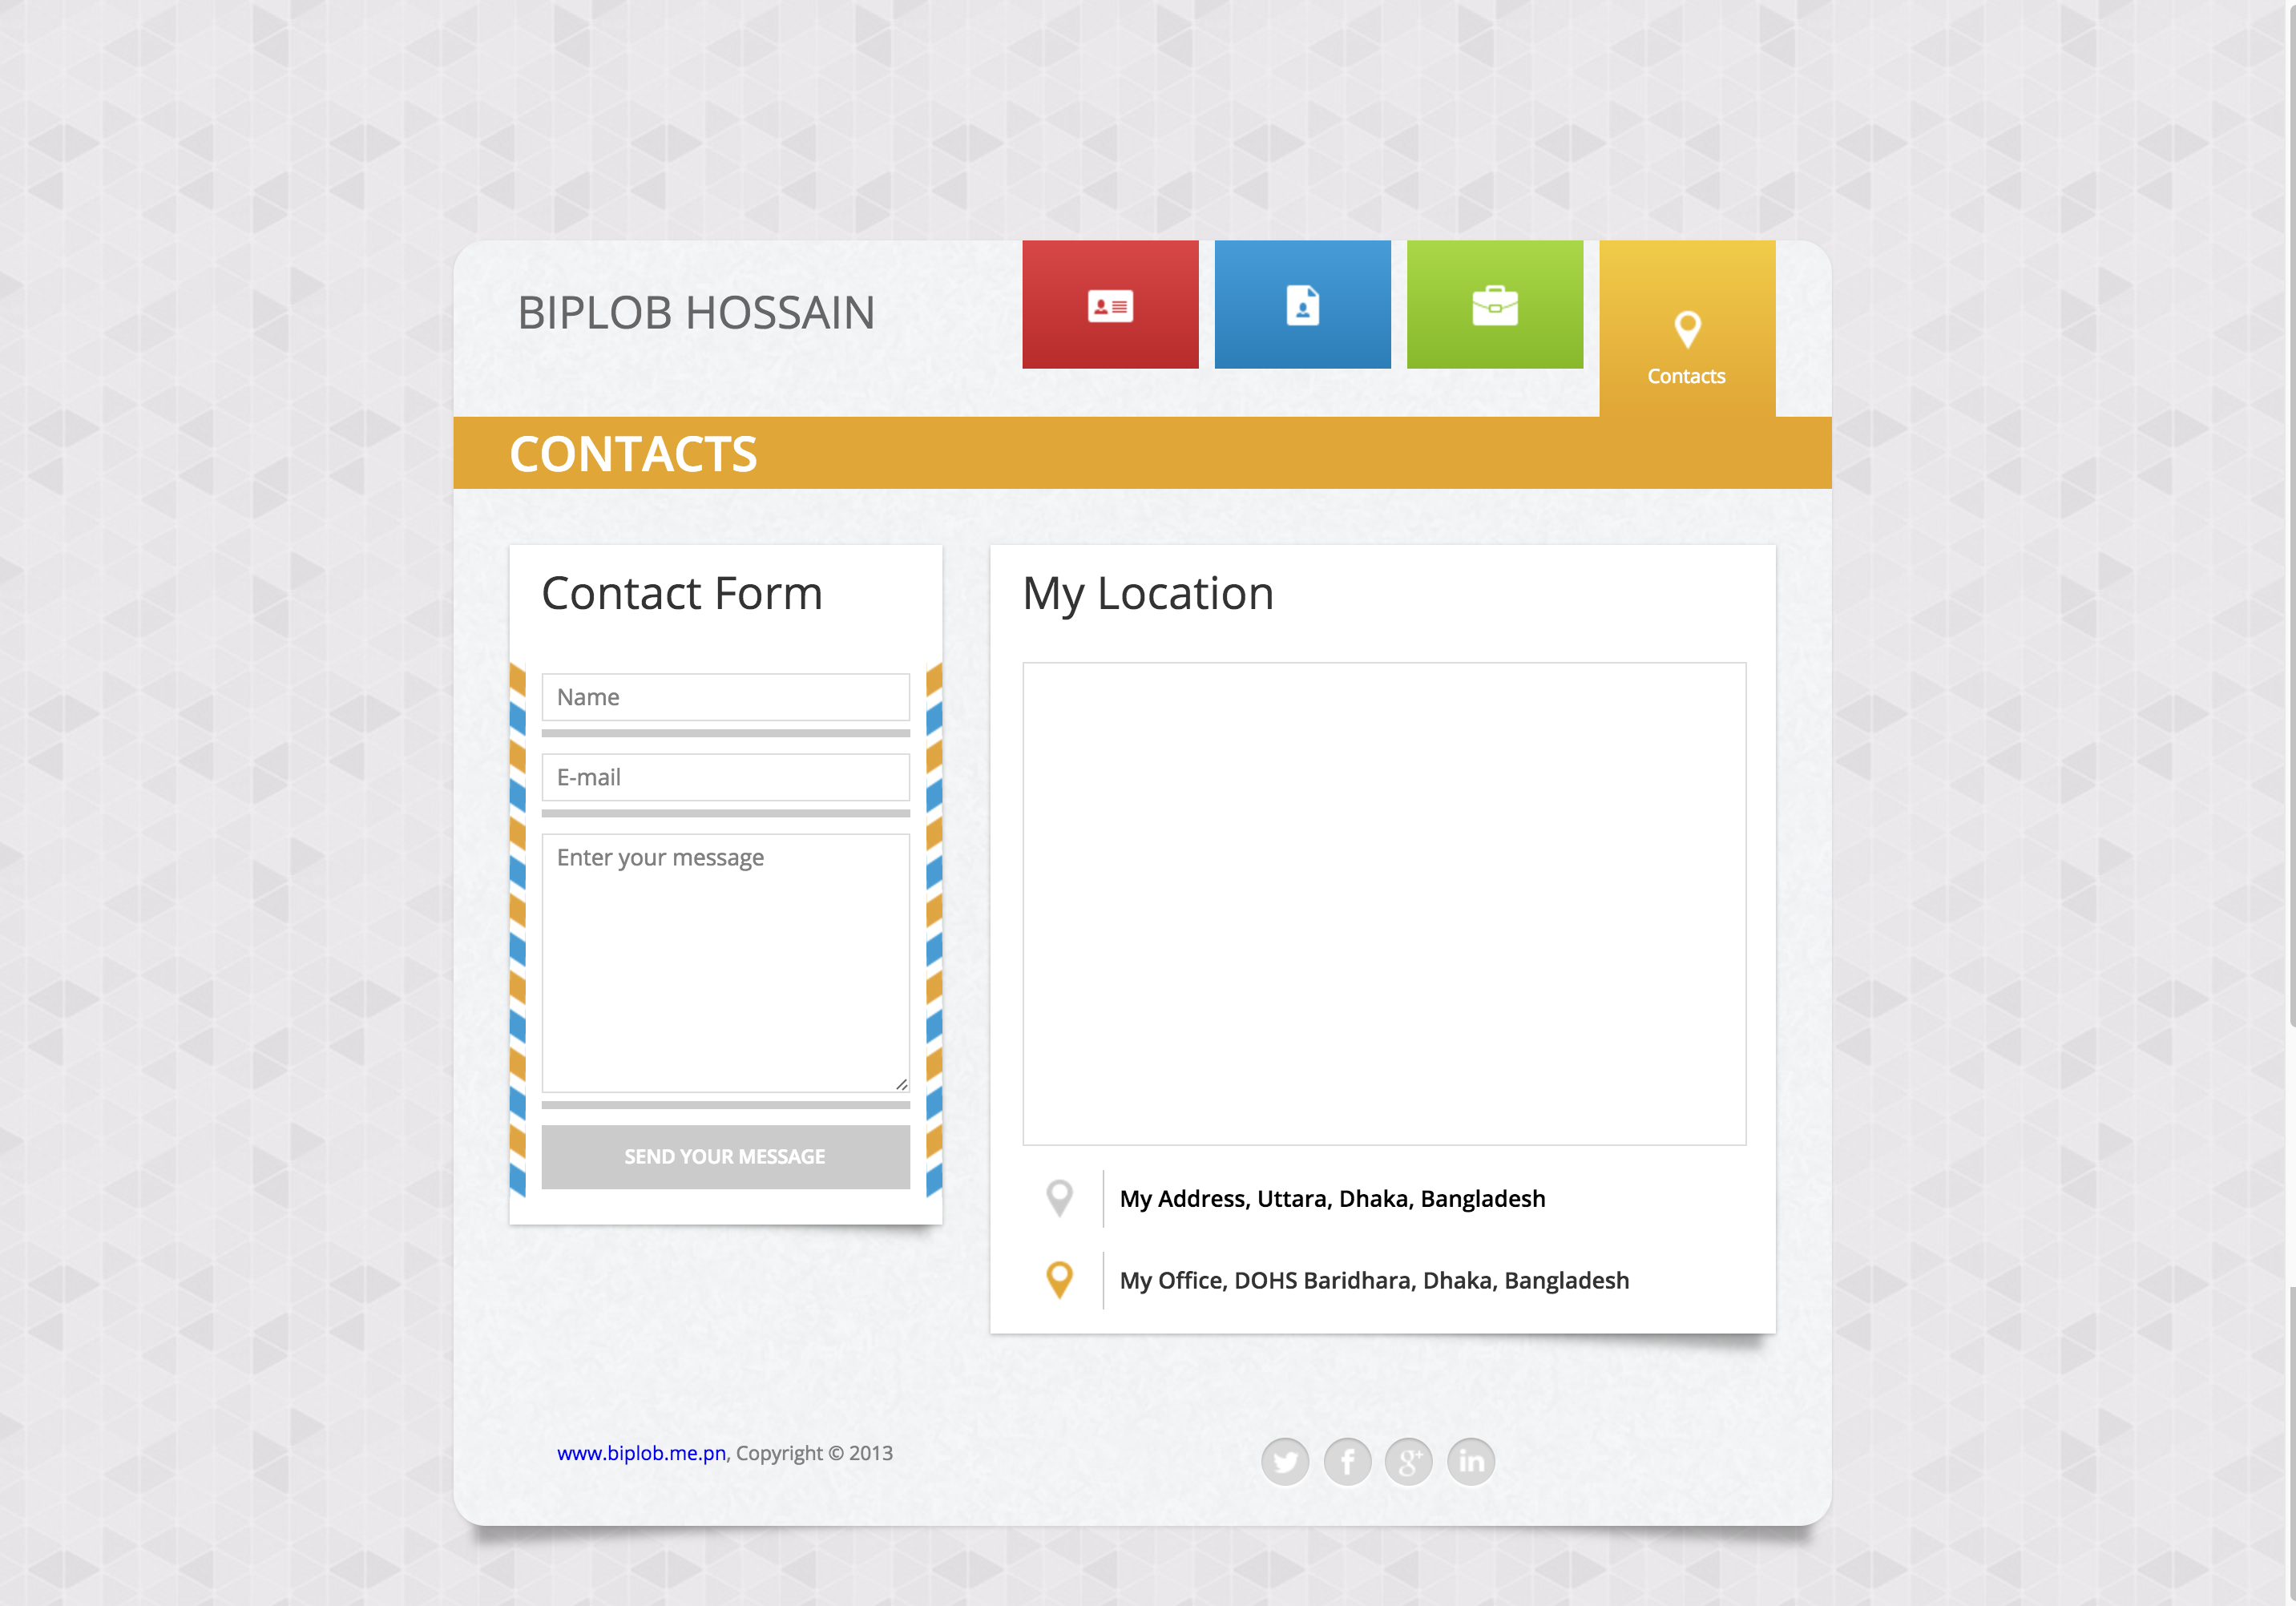 BIPLOB HOSSAIN
Contacts
CONTACTS
Contact Form
Name
E-mail
Enter your message
SEND YOUR MESSAGE
My Location
My Address, Uttara, Dhaka, Bangladesh
My Office, DOHS Baridhara, Dhaka, Bangladesh
www.biplob.me.pn, Copyright © 2013